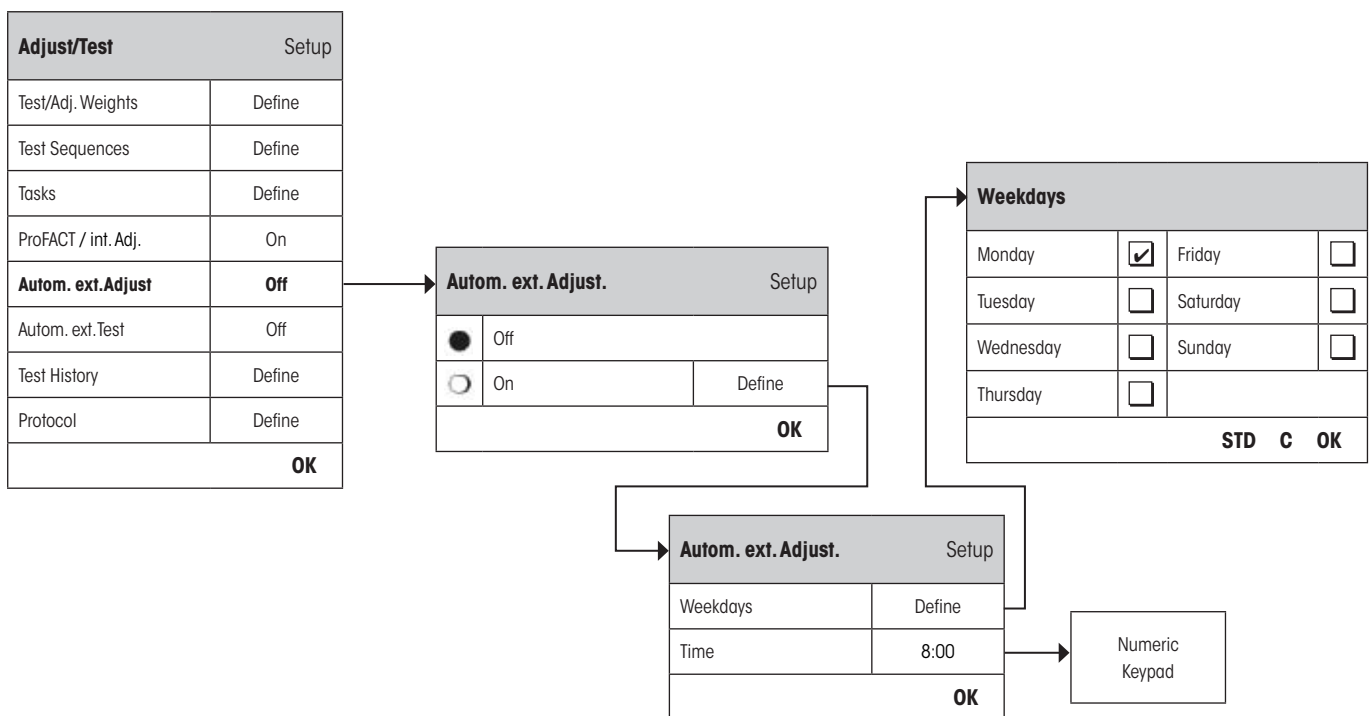 Adjust/Test Setup
Test/Adj. Weights Define
Test Sequences Define
Tasks Define
ProFACT / int. Adj. On
Autom. ext.Adjust Off
Autom. ext.Test Off
Test History Define
Protocol Define
OK
Autom. ext. Adjust. Setup
Off
On Define
OK
Weekdays
Monday Friday
Tuesday Saturday
Wednesday Sunday
Thursday
STD C OK
Autom. ext. Adjust. Setup
Weekdays Define
Time 8:00
OK
Numeric
Keypad